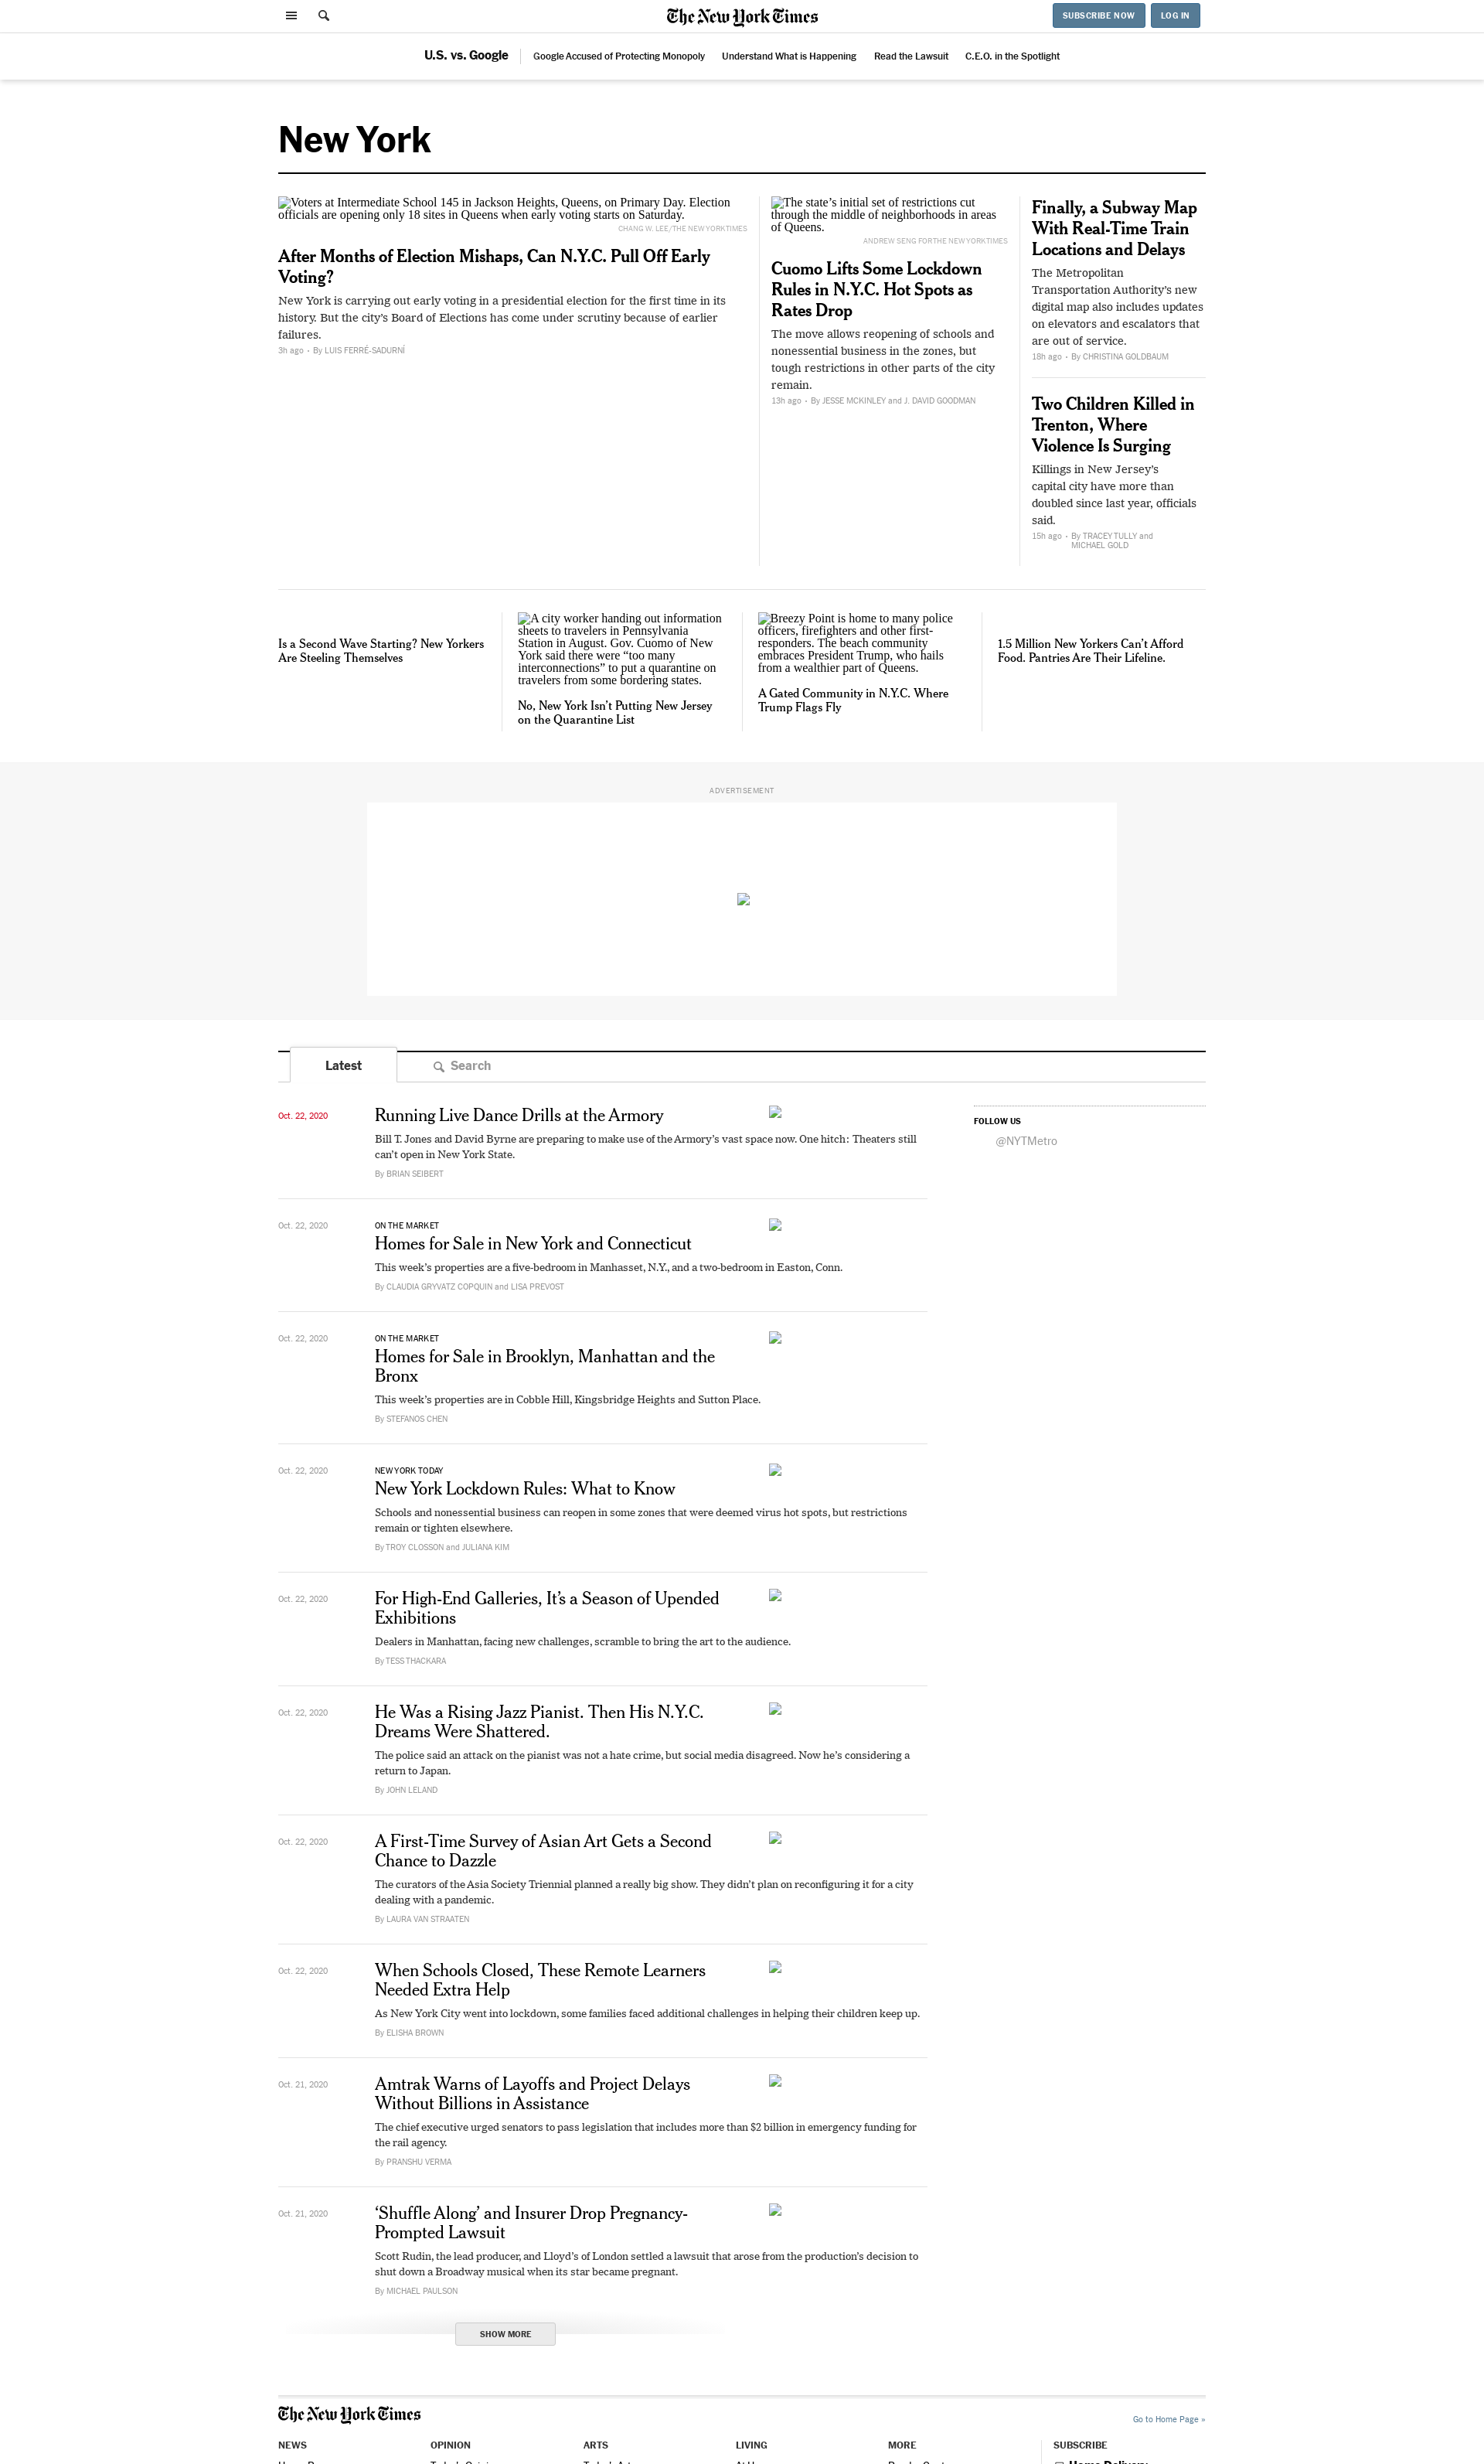 The New York Times
SUBSCRIBE NOW
LOG IN
U.S. vs. Google
Google Accused of Protecting Monopoly
Understand What is Happening
Read the Lawsuit
C.E.O. in the Spotlight
New York
Voters at Intermediate School 145 in Jackson Heights, Queens, on Primary Day. Election
officials are opening only 18 sites in Queens when early voting starts on Saturday.
CHANG W. LEE/THE NEW YORK TIMES
After Months of Election Mishaps, Can N.Y.C. Pull Off Early
Voting?
New York is carrying out early voting in a presidential election for the first time in its
history. But the city’s Board of Elections has come under scrutiny because of earlier
failures.
3h ago • By LUIS FERRÉ-SADURNÍ
The state’s initial set of restrictions cut
through the middle of neighborhoods in areas
of Queens.
ANDREW SENG FOR THE NEW YORK TIMES
Cuomo Lifts Some Lockdown
Rules in N.Y.C. Hot Spots as
Rates Drop
The move allows reopening of schools and
nonessential business in the zones, but
tough restrictions in other parts of the city
remain.
13h ago • By JESSE MCKINLEY and J. DAVID GOODMAN
Finally, a Subway Map
With Real-Time Train
Locations and Delays
The Metropolitan
Transportation Authority’s new
digital map also includes updates
on elevators and escalators that
are out of service.
18h ago • By CHRISTINA GOLDBAUM
Two Children Killed in
Trenton, Where
Violence Is Surging
Killings in New Jersey’s
capital city have more than
doubled since last year, officials
said.
15h ago • By TRACEY TULLY and
MICHAEL GOLD
Is a Second Wave Starting? New Yorkers
Are Steeling Themselves
A city worker handing out information
sheets to travelers in Pennsylvania
Station in August. Gov. Cuomo of New
York said there were “too many
interconnections” to put a quarantine on
travelers from some bordering states.
No, New York Isn’t Putting New Jersey
on the Quarantine List
Breezy Point is home to many police
officers, firefighters and other first-
responders. The beach community
embraces President Trump, who hails
from a wealthier part of Queens.
A Gated Community in N.Y.C. Where
Trump Flags Fly
1.5 Million New Yorkers Can’t Afford
Food. Pantries Are Their Lifeline.
ADVERTISEMENT
Latest
Search
Oct. 22, 2020
Running Live Dance Drills at the Armory
Bill T. Jones and David Byrne are preparing to make use of the Armory’s vast space now. One hitch: Theaters still
can’t open in New York State.
By BRIAN SEIBERT
FOLLOW US
@NYTMetro
Oct. 22, 2020
ON THE MARKET
Homes for Sale in New York and Connecticut
This week’s properties are a five-bedroom in Manhasset, N.Y., and a two-bedroom in Easton, Conn.
By CLAUDIA GRYVATZ COPQUIN and LISA PREVOST
Oct. 22, 2020
ON THE MARKET
Homes for Sale in Brooklyn, Manhattan and the
Bronx
This week’s properties are in Cobble Hill, Kingsbridge Heights and Sutton Place.
By STEFANOS CHEN
Oct. 22, 2020
NEW YORK TODAY
New York Lockdown Rules: What to Know
Schools and nonessential business can reopen in some zones that were deemed virus hot spots, but restrictions
remain or tighten elsewhere.
By TROY CLOSSON and JULIANA KIM
Oct. 22, 2020
For High-End Galleries, It’s a Season of Upended
Exhibitions
Dealers in Manhattan, facing new challenges, scramble to bring the art to the audience.
By TESS THACKARA
Oct. 22, 2020
He Was a Rising Jazz Pianist. Then His N.Y.C.
Dreams Were Shattered.
The police said an attack on the pianist was not a hate crime, but social media disagreed. Now he’s considering a
return to Japan.
By JOHN LELAND
Oct. 22, 2020
A First-Time Survey of Asian Art Gets a Second
Chance to Dazzle
The curators of the Asia Society Triennial planned a really big show. They didn’t plan on reconfiguring it for a city
dealing with a pandemic.
By LAURA VAN STRAATEN
Oct. 22, 2020
When Schools Closed, These Remote Learners
Needed Extra Help
As New York City went into lockdown, some families faced additional challenges in helping their children keep up.
By ELISHA BROWN
Oct. 21, 2020
Amtrak Warns of Layoffs and Project Delays
Without Billions in Assistance
The chief executive urged senators to pass legislation that includes more than $2 billion in emergency funding for
the rail agency.
By PRANSHU VERMA
Oct. 21, 2020
‘Shuffle Along’ and Insurer Drop Pregnancy-
Prompted Lawsuit
Scott Rudin, the lead producer, and Lloyd’s of London settled a lawsuit that arose from the production’s decision to
shut down a Broadway musical when its star became pregnant.
By MICHAEL PAULSON
SHOW MORE
The New York Times
Go to Home Page »
NEWS
OPINION
ARTS
LIVING
MORE
SUBSCRIBE